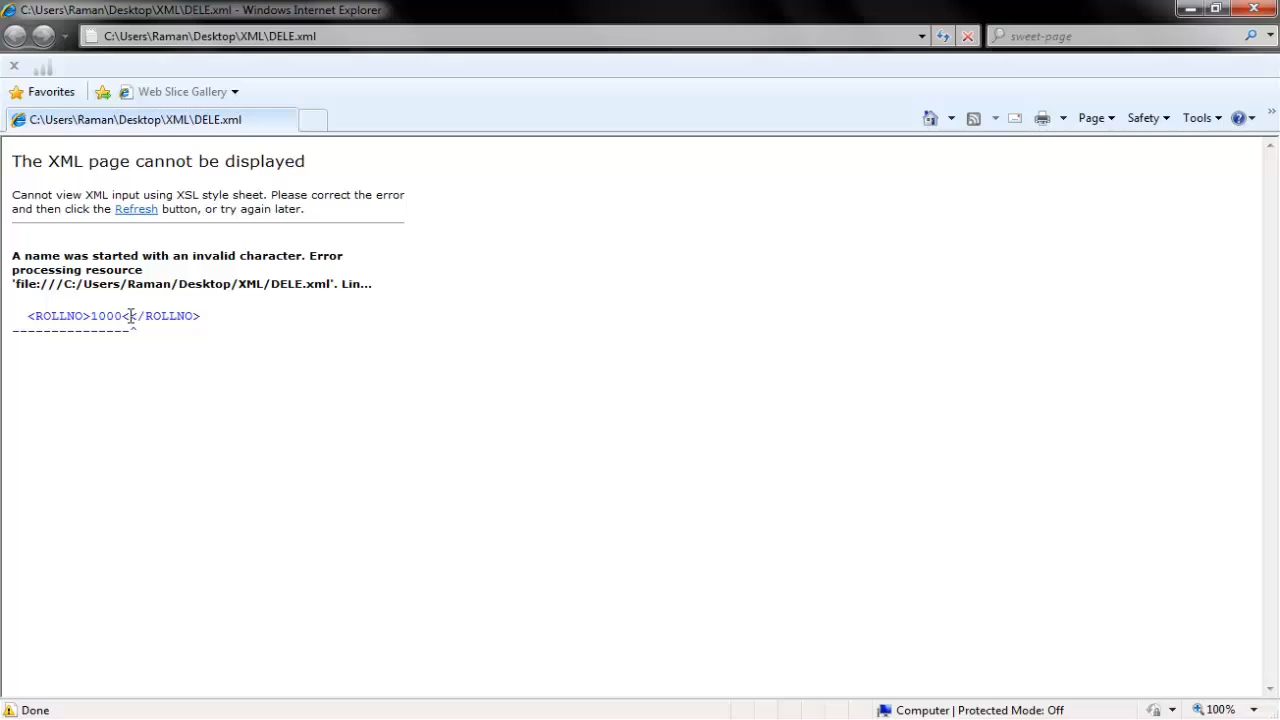 C:\Users\Raman\Desktop\XML\DELE.xml - Windows Internet Explorer
C:\Users\Raman\Desktop\XML\DELE.xml
sweet-page
Favorites
Web Slice Gallery
C:\Users\Raman\Desktop\XML\DELE.xml
Page
Safety
Tools
The XML page cannot be displayed
Cannot view XML input using XSL style sheet. Please correct the error
and then click the Refresh button, or try again later.
A name was started with an invalid character. Error
processing resource
'file:///C:/Users/Raman/Desktop/XML/DELE.xml'. Lin...
<ROLLNO>1000<</ROLLNO>
---------------^
Done
Computer | Protected Mode: Off
100%